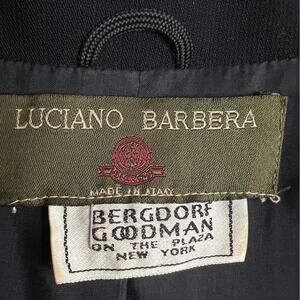 LUCIANO BARBERA
MADE IN ITALY
BERGDORF
GOODMAN
ON THE PLAZA
NEW YORK